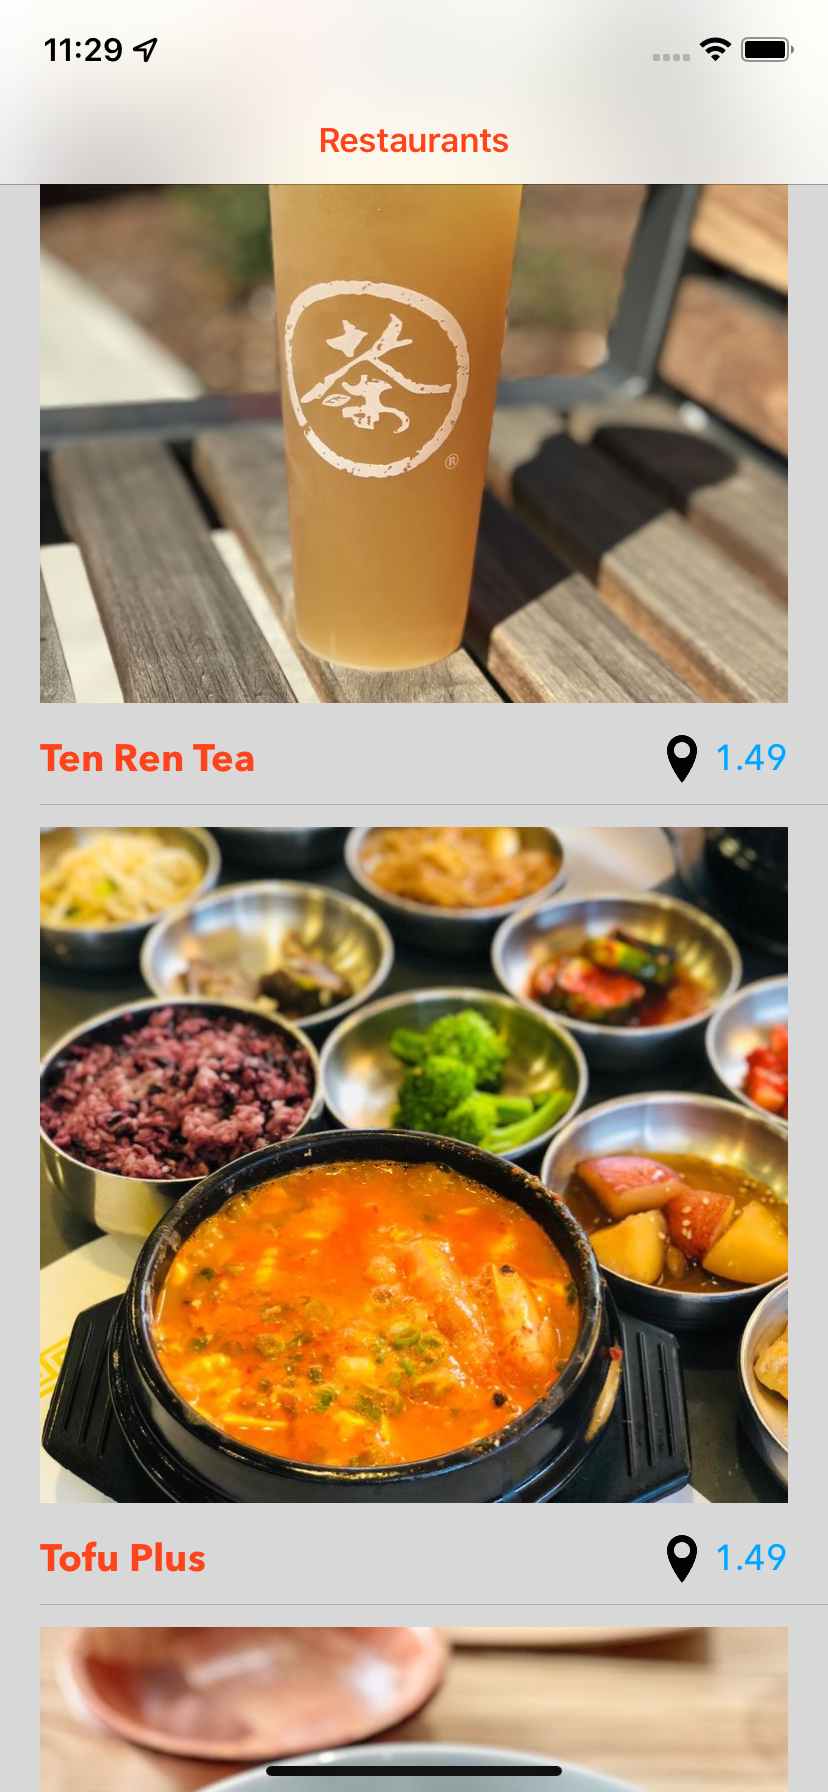 11:29
Restaurants
茶
®
Ten Ren Tea
1.49
Tofu Plus
1.49